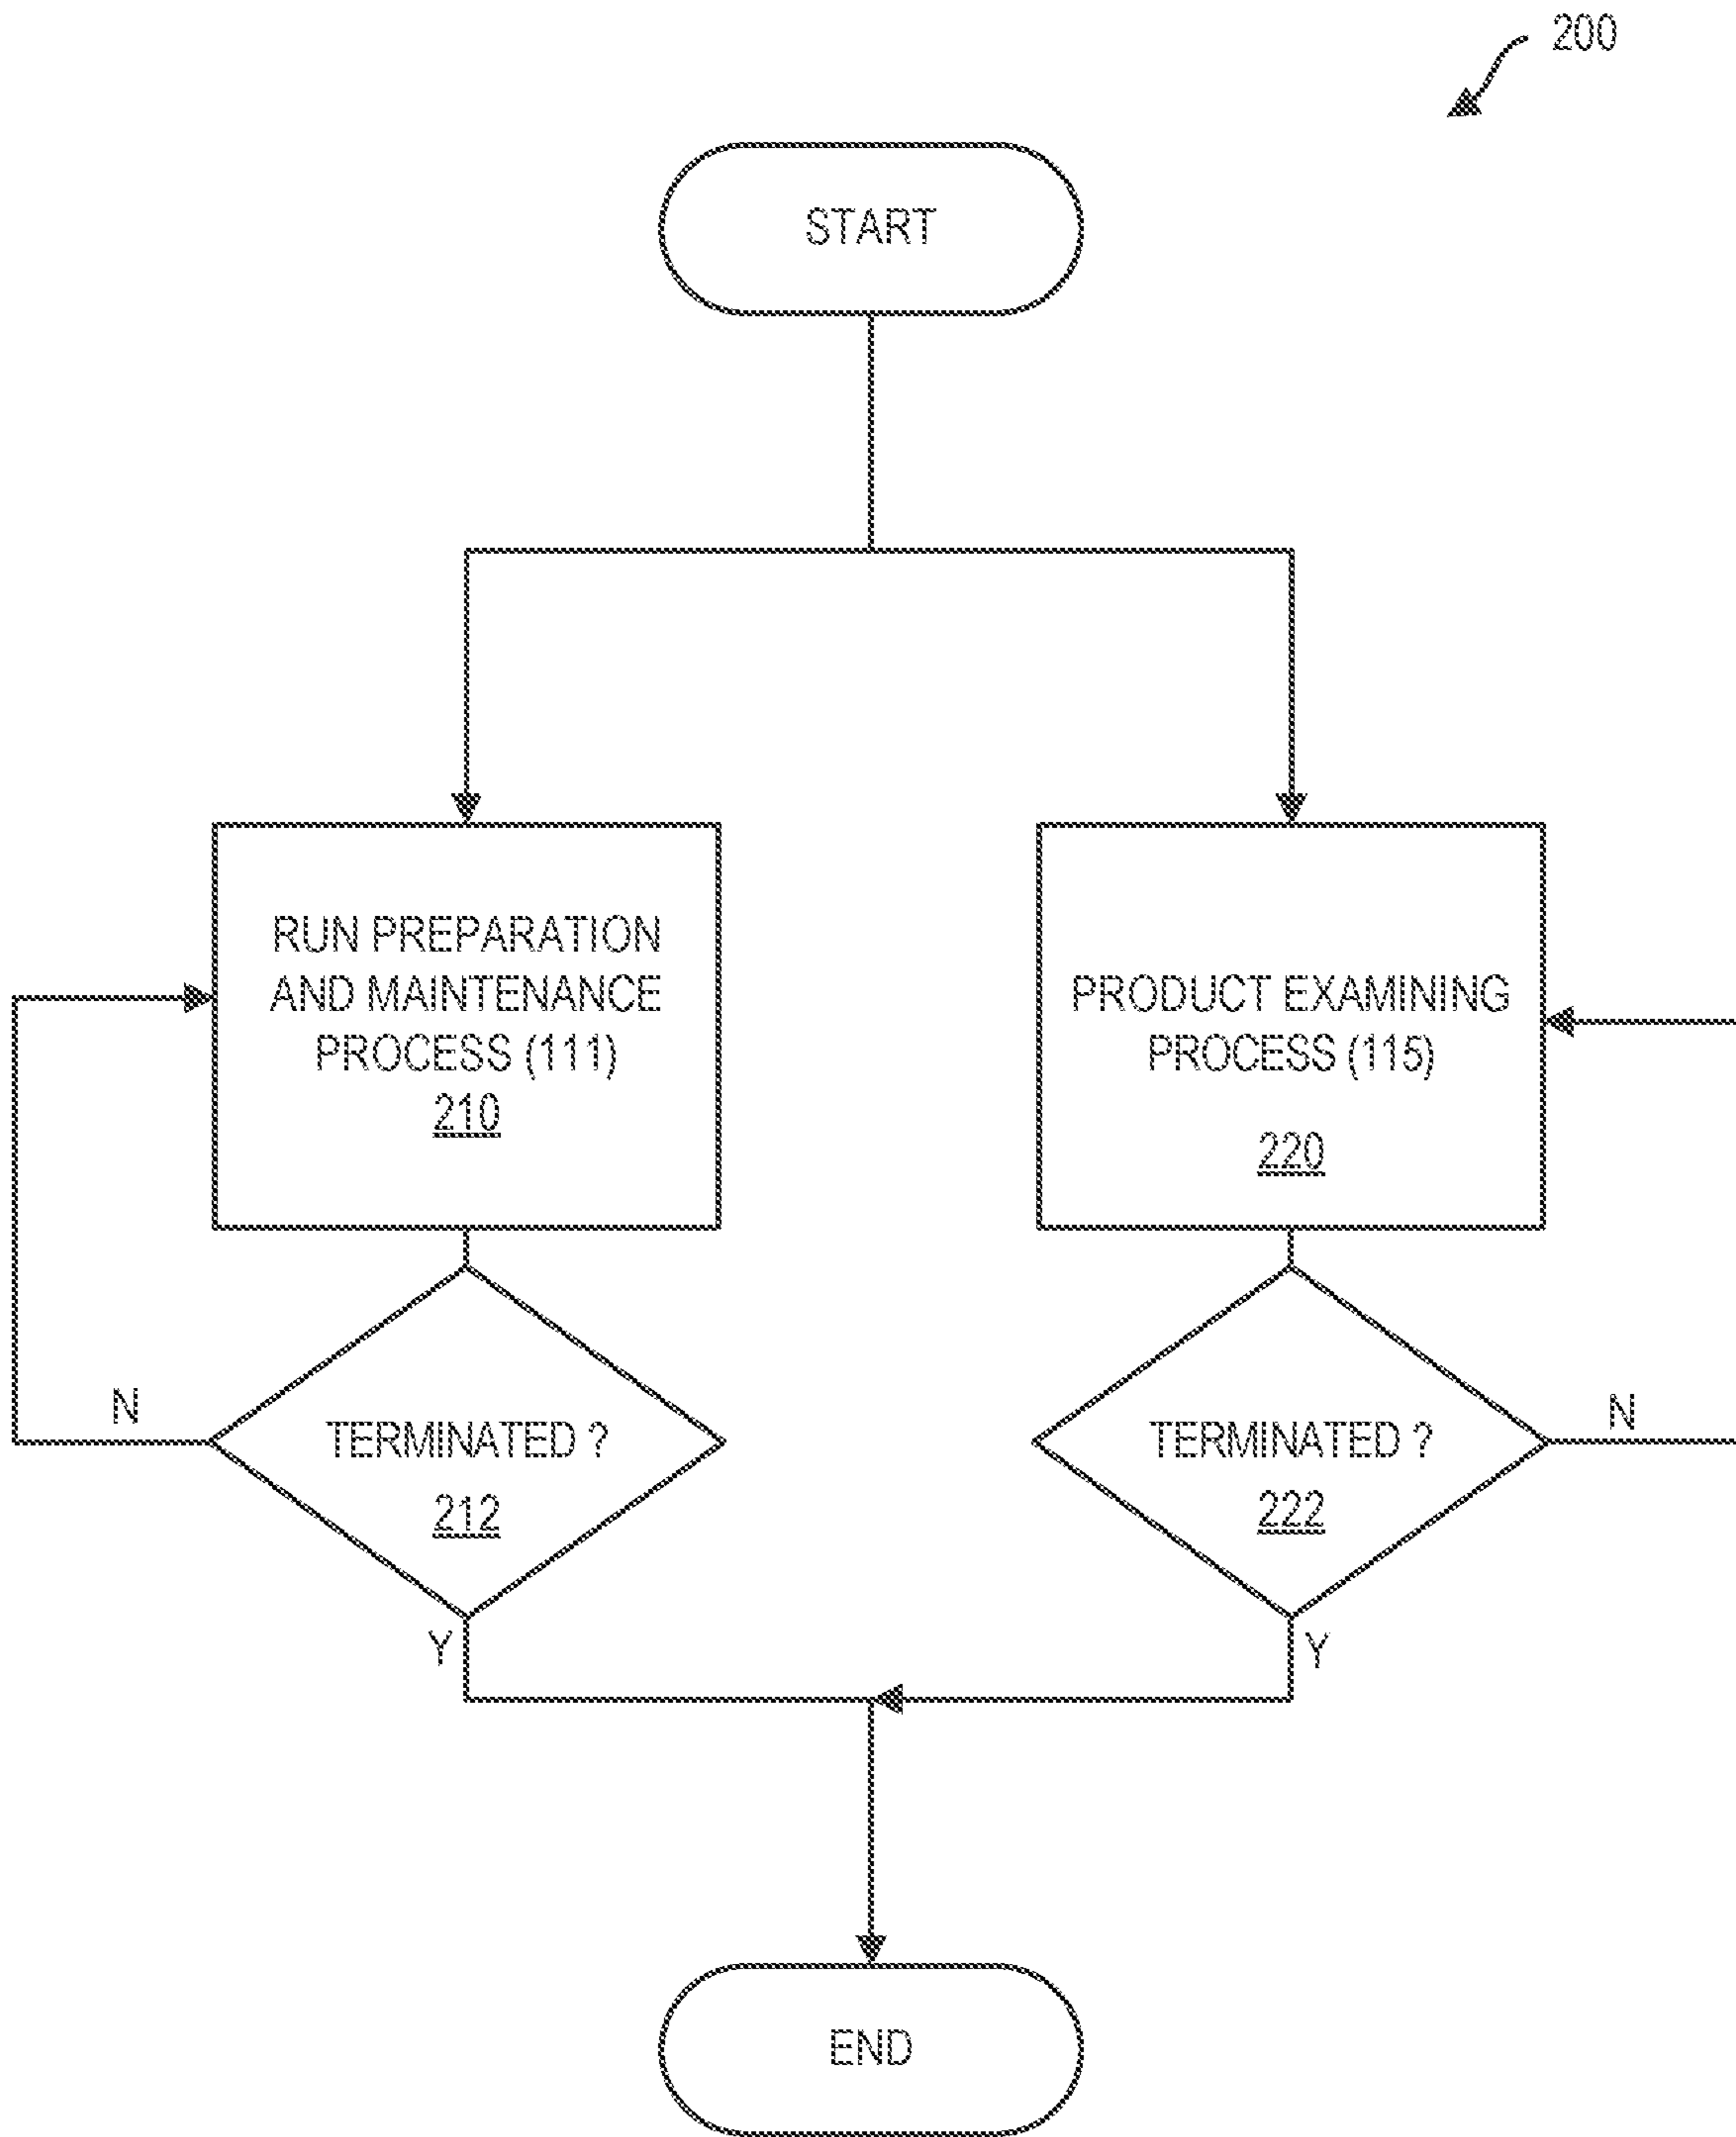 200
START
RUN PREPARATION
AND MAINTENANCE
PROCESS (111)
210
PRODUCT EXAMINING
PROCESS (115)
220
N
TERMINATED ?
212
Y
TERMINATED ?
222
N
Y
END